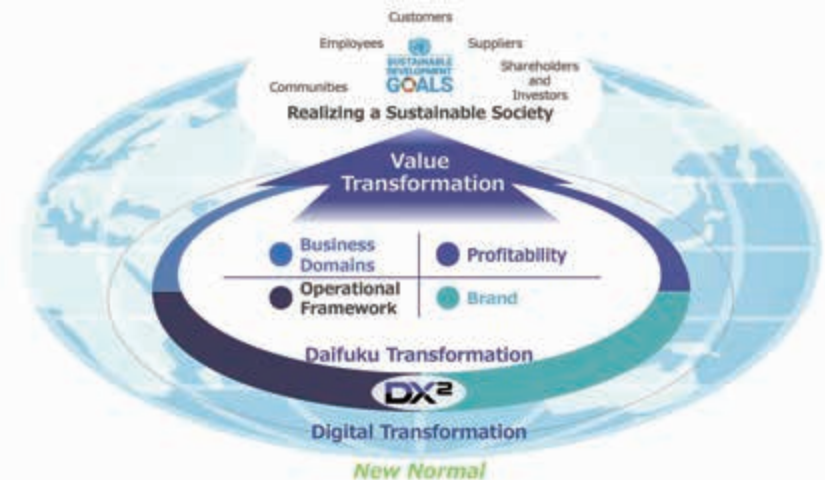 Customers
Employees
Suppliers
SUSTAINABLE
DEVELOPMENT
GOALS
Communities
Shareholders
and
Investors
Realizing a Sustainable Society
Value
Transformation
Business
Domains
Profitability
Operational
Framework
Brand
Daifuku Transformation
DX²
Digital Transformation
New Normal